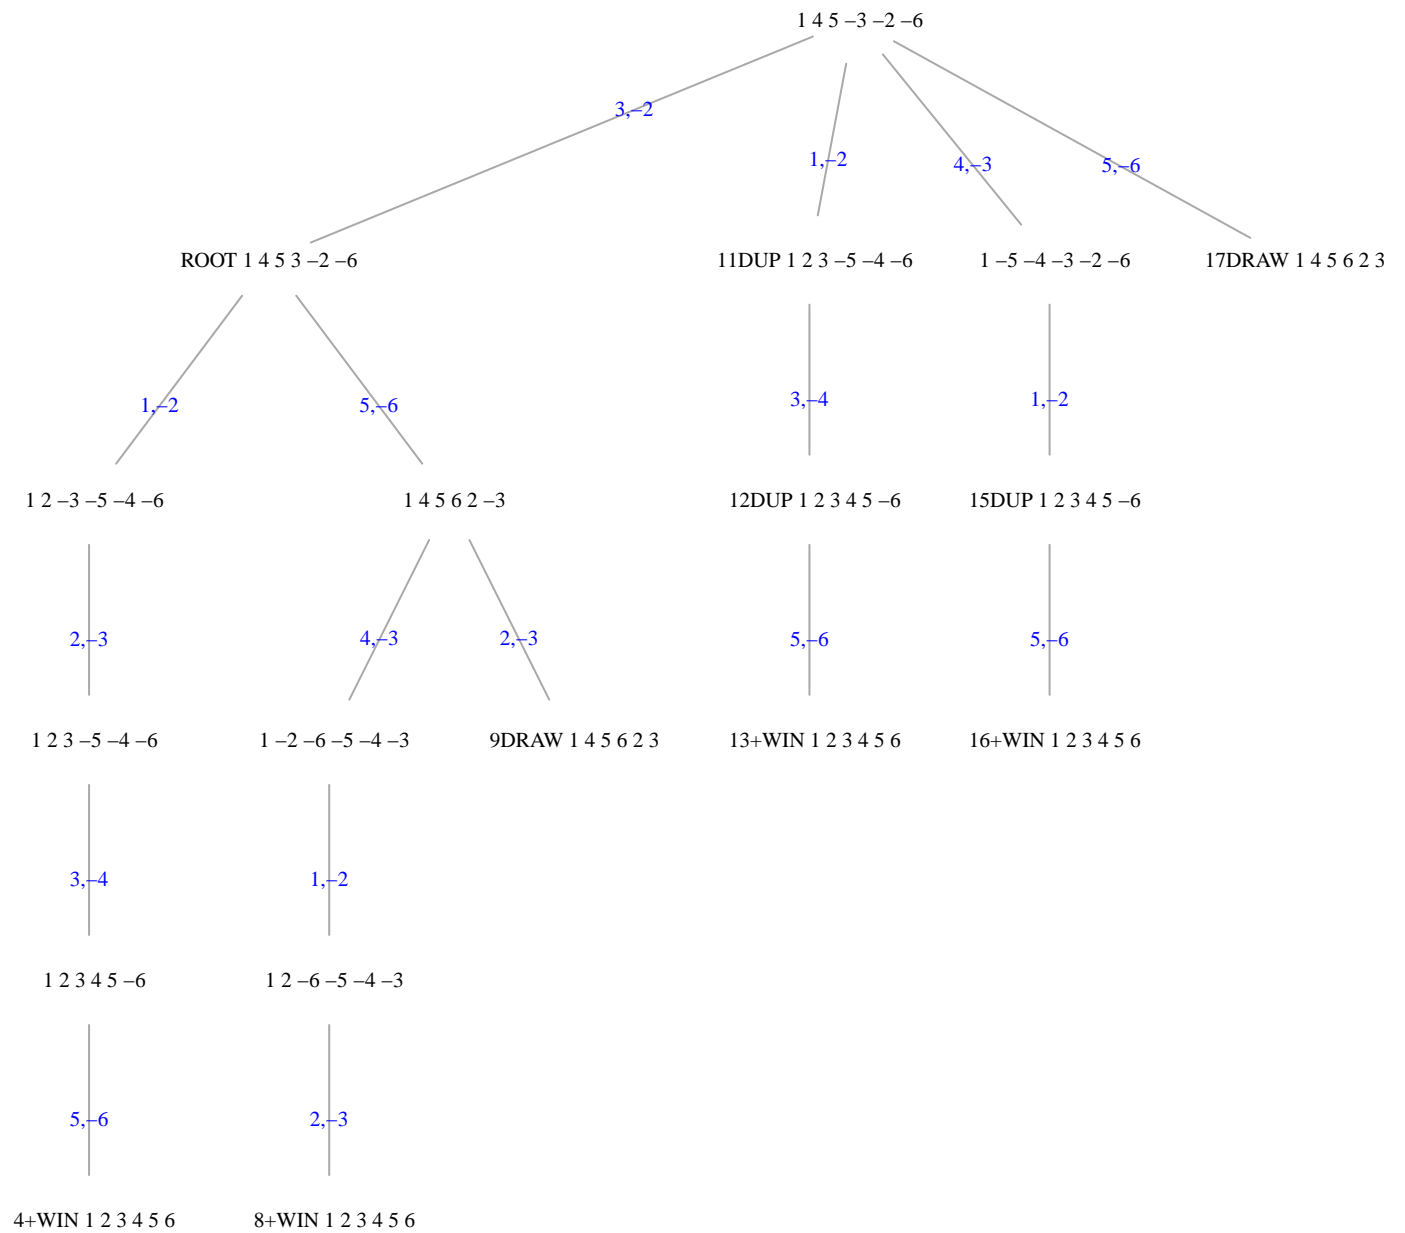 1 4 5 –3 –2 –6
3,–2
1,–2
4,–3
5,–6
ROOT 1 4 5 3 –2 –6
11DUP 1 2 3 –5 –4 –6
1 –5 –4 –3 –2 –6
17DRAW 1 4 5 6 2 3
1,–2
5,–6
3,–4
1,–2
1 2 –3 –5 –4 –6
1 4 5 6 2 –3
12DUP 1 2 3 4 5 –6
15DUP 1 2 3 4 5 –6
2,–3
4,–3
2,–3
5,–6
5,–6
1 2 3 –5 –4 –6
1 –2 –6 –5 –4 –3
9DRAW 1 4 5 6 2 3
13+WIN 1 2 3 4 5 6
16+WIN 1 2 3 4 5 6
3,–4
1,–2
1 2 3 4 5 –6
1 2 –6 –5 –4 –3
5,–6
2,–3
4+WIN 1 2 3 4 5 6
8+WIN 1 2 3 4 5 6